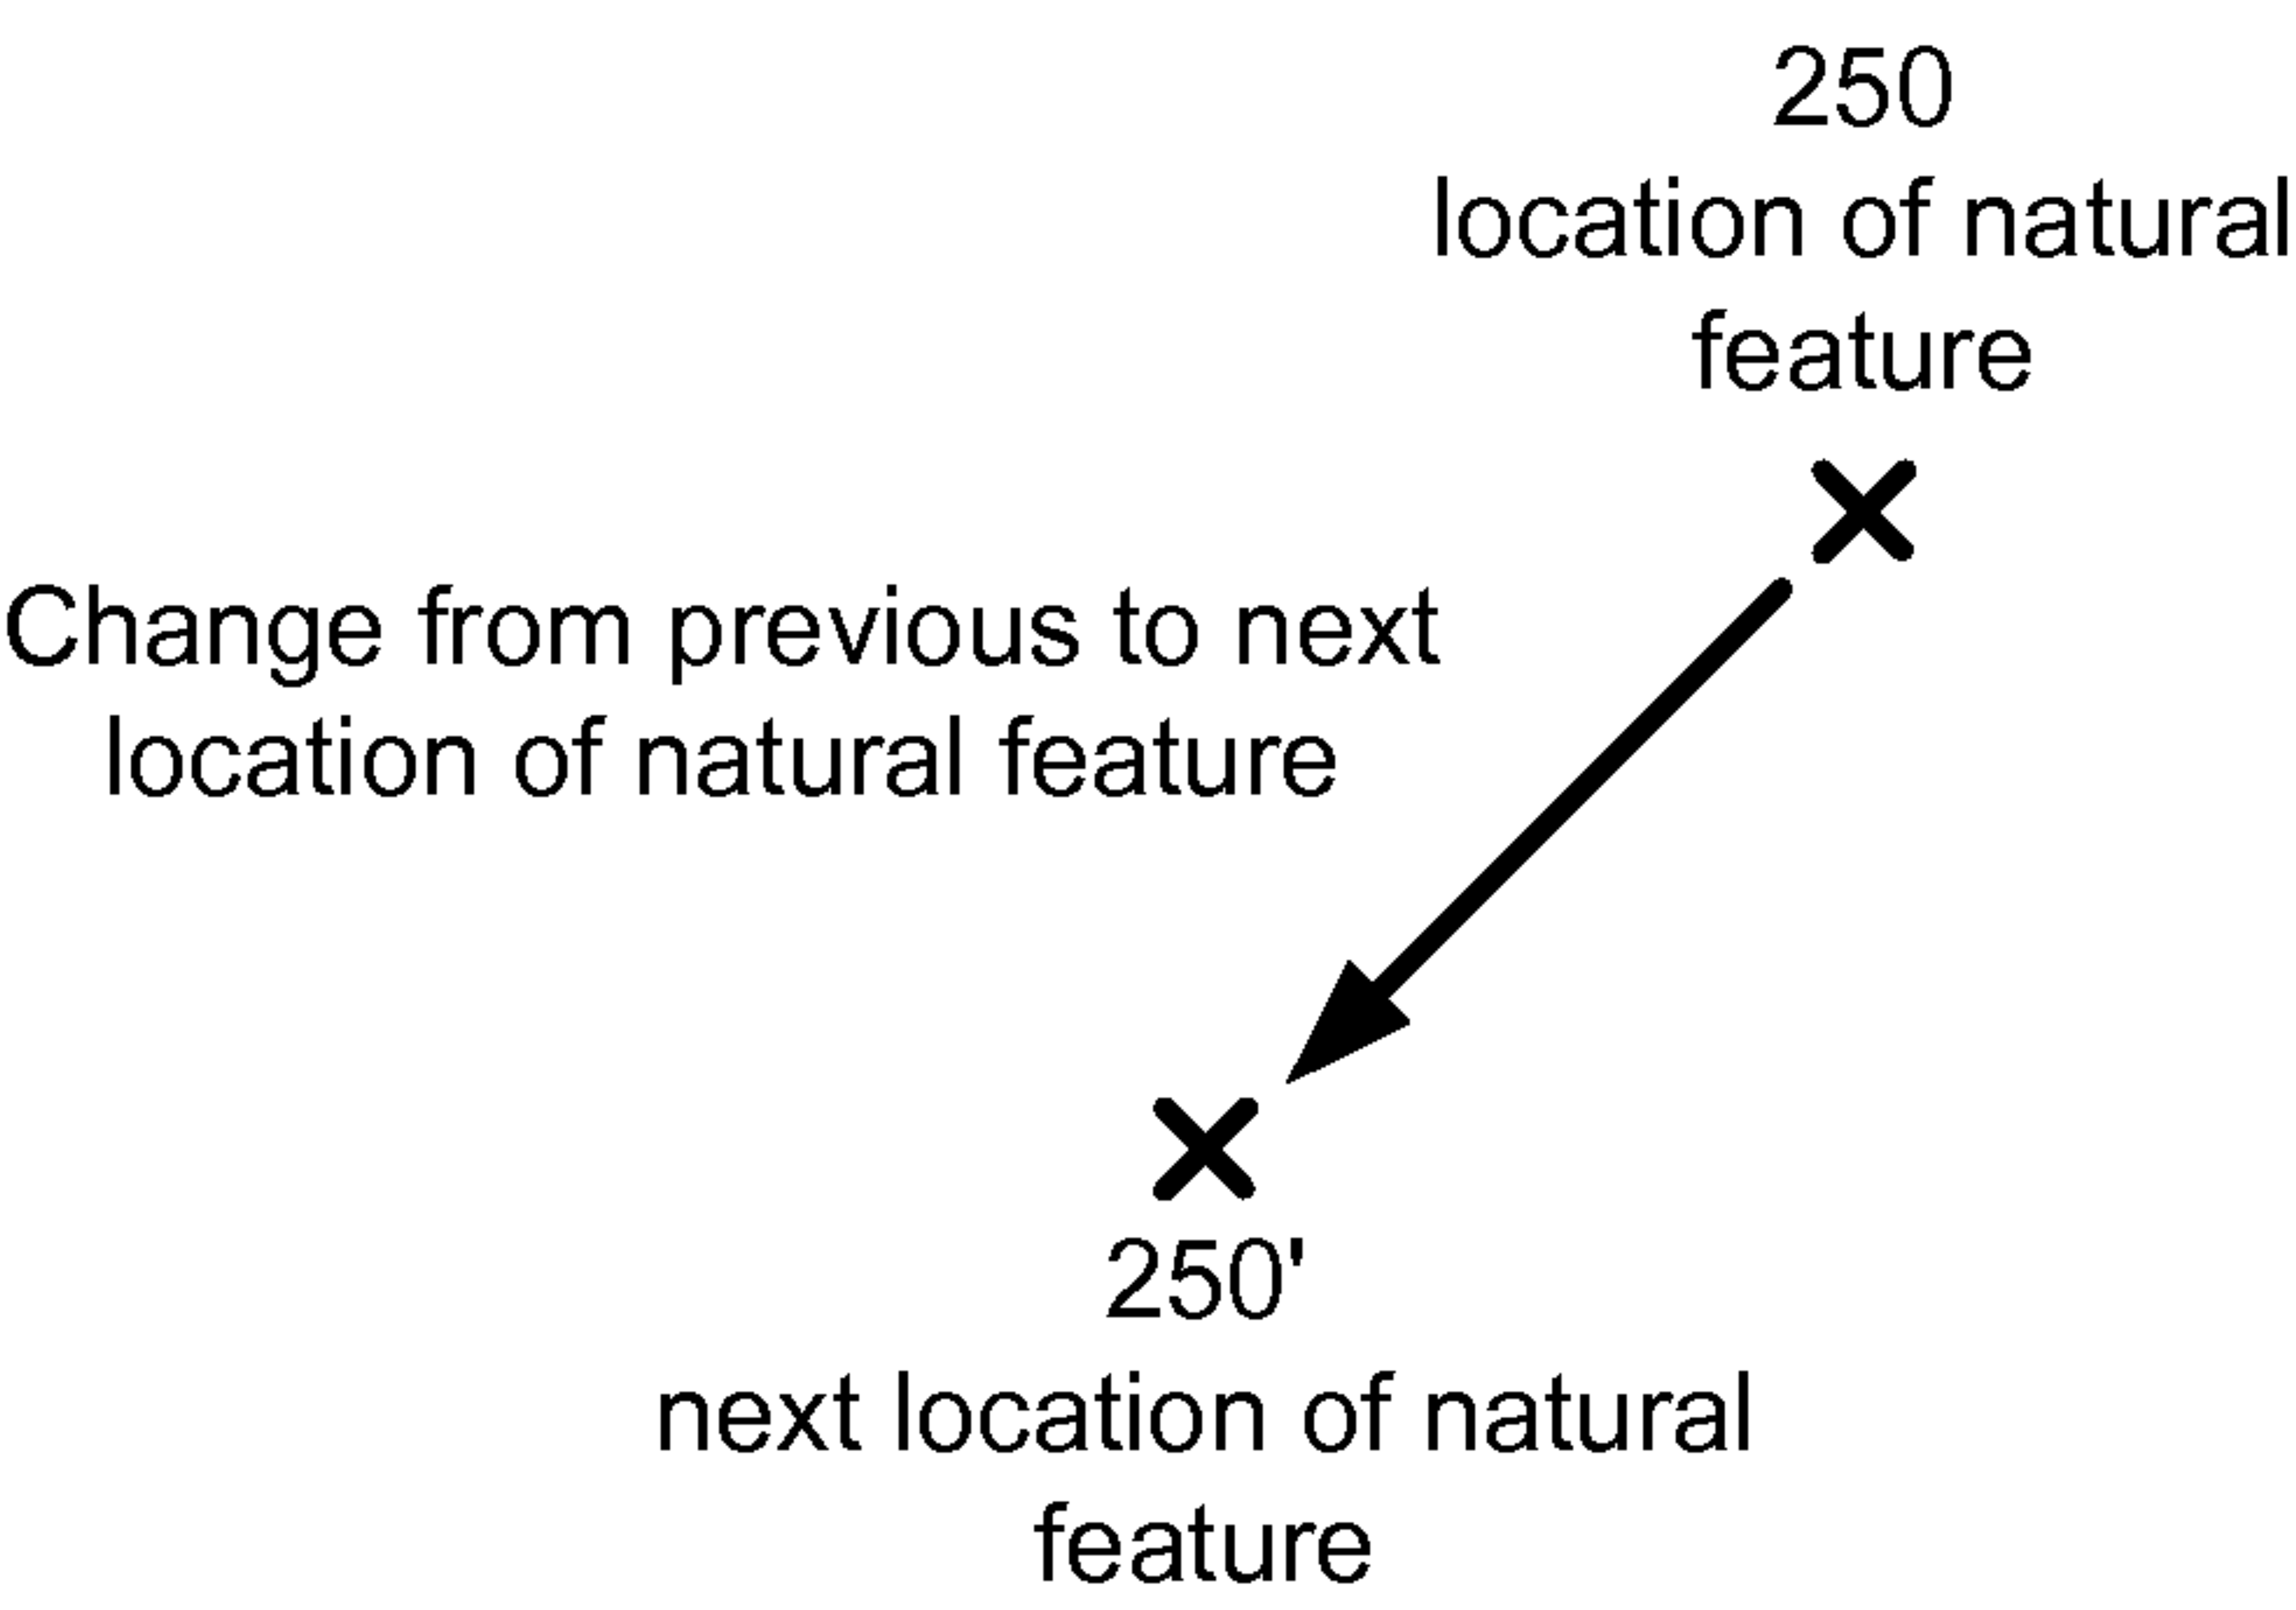 250
location of natural
feature
Change from previous to next
location of natural feature
250'
next location of natural
feature